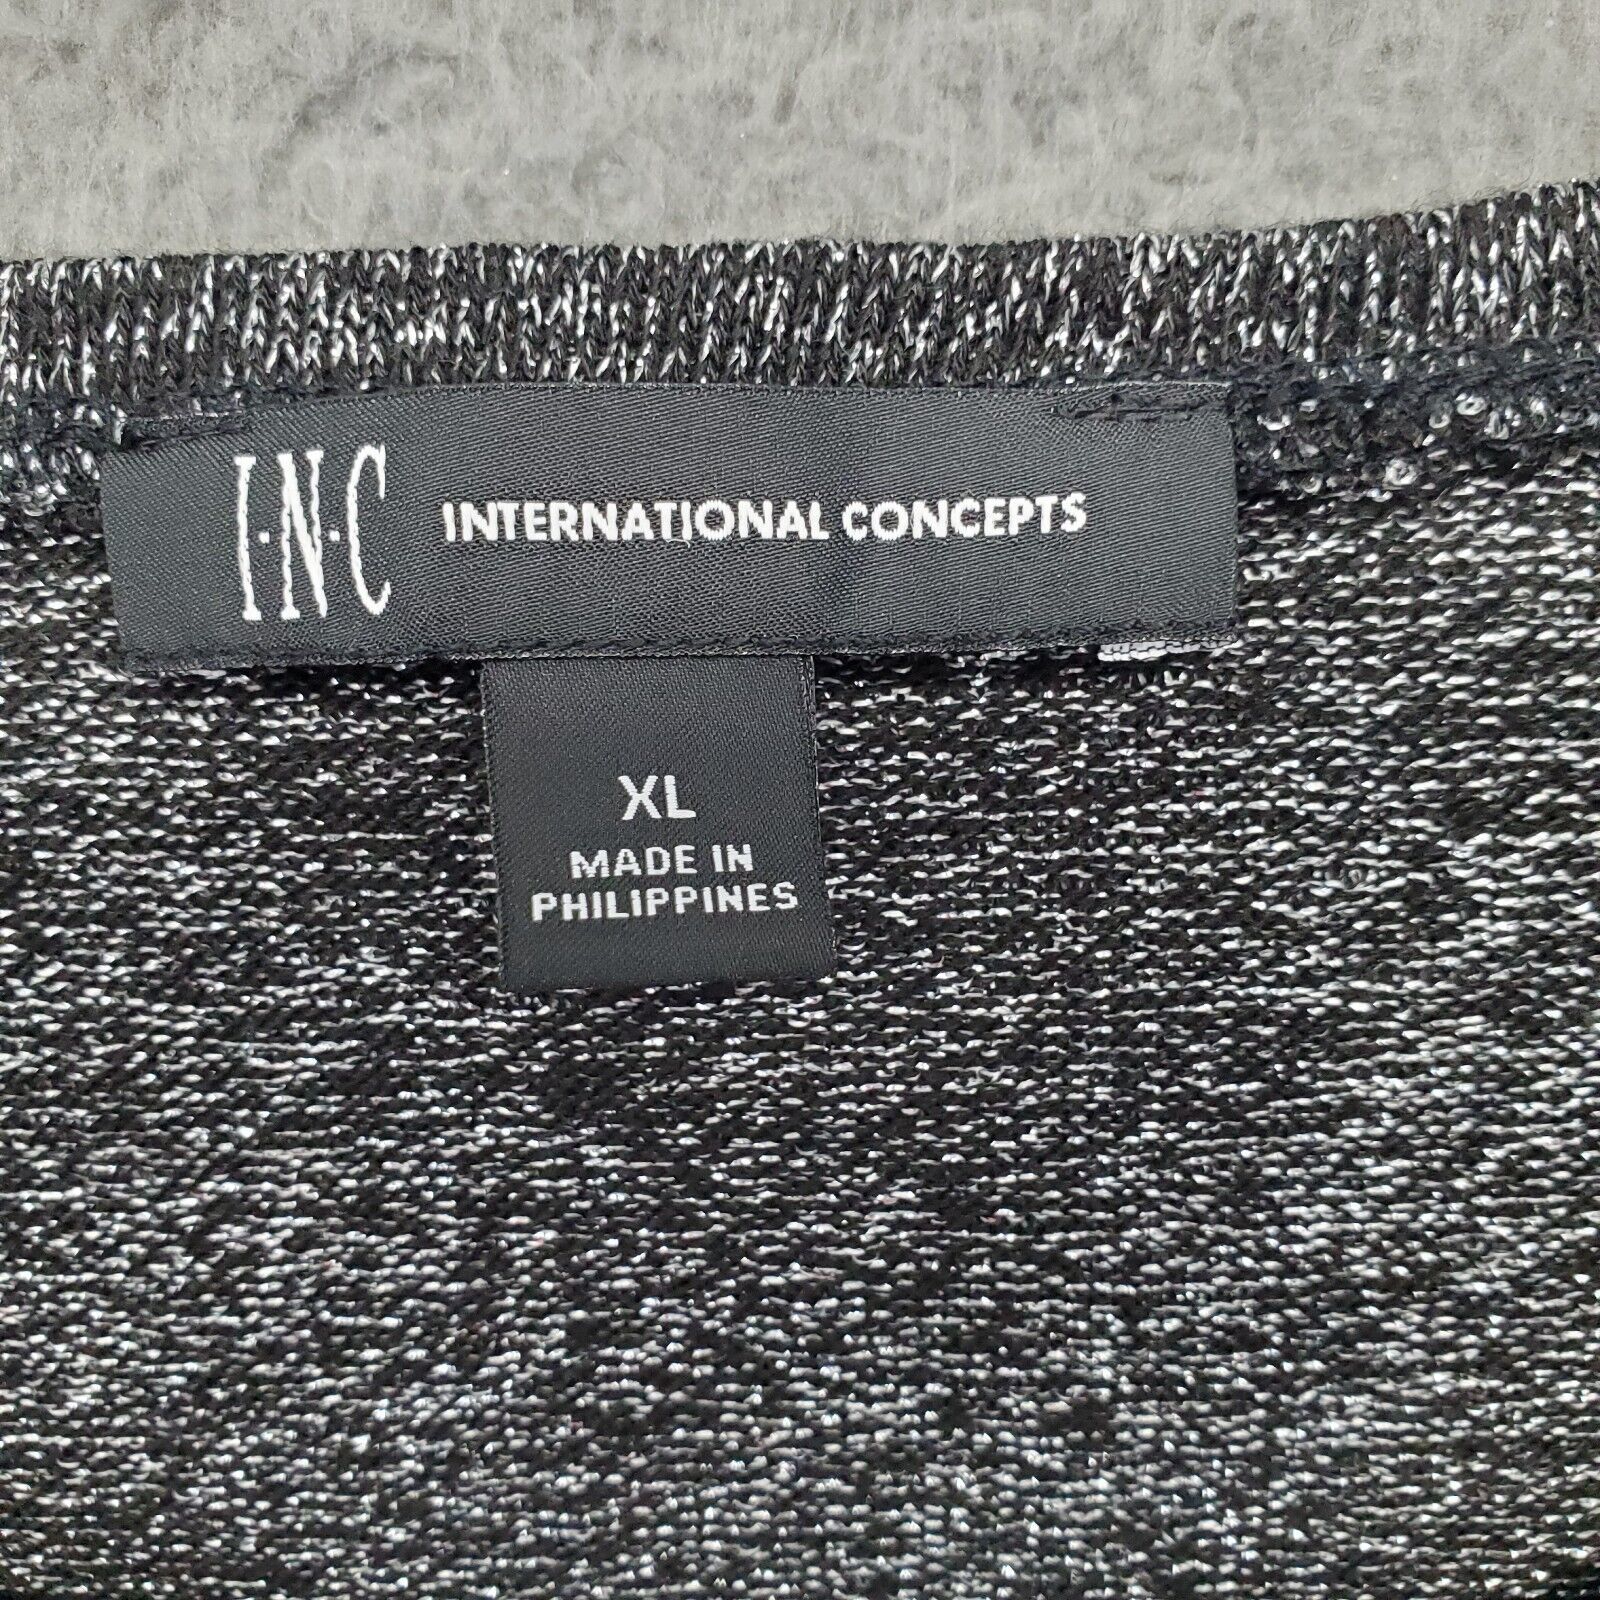 I·N·C INTERNATIONAL CONCEPTS
XL
MADE IN
PHILIPPINES